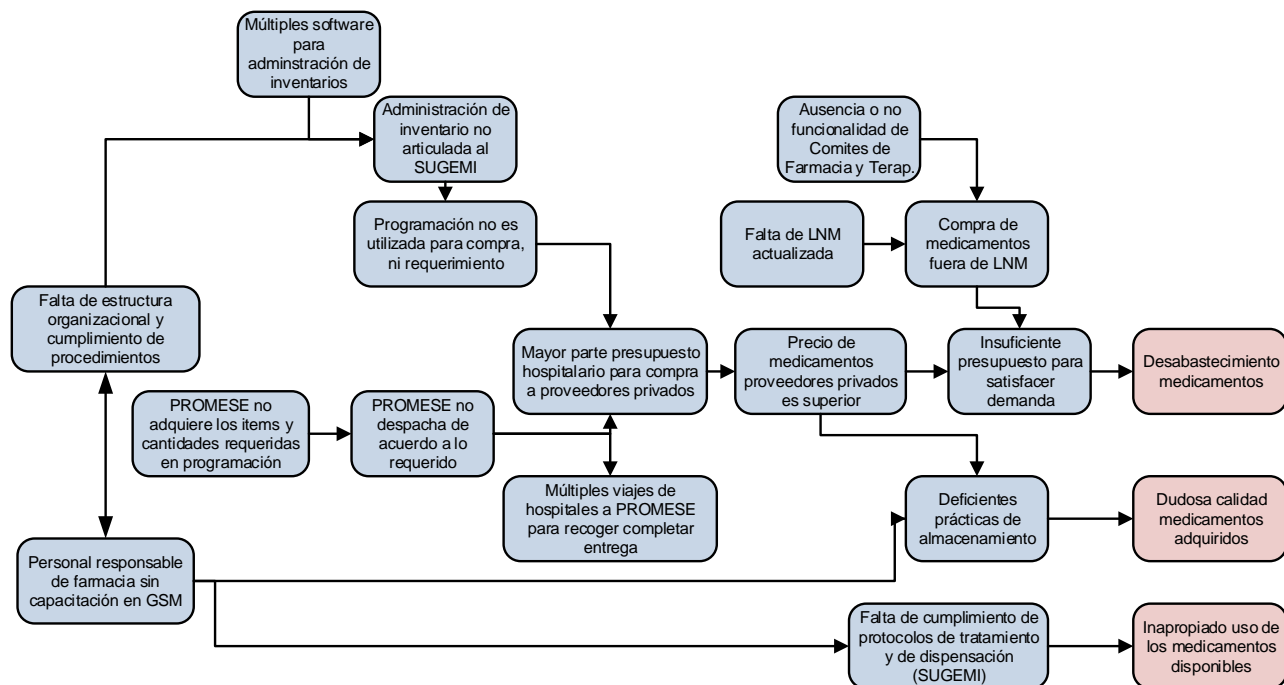 Múltiples software
para
adminstración de
inventarios
Administración de
inventario no
articulada al
SUGEMI
Ausencia o no
funcionalidad de
Comites de
Farmacia y Terap.
Programación no es
utilizada para compra,
ni requerimiento
Falta de LNM
actualizada
Compra de
medicamentos
fuera de LNM
Falta de estructura
organizacional y
cumplimiento de
procedimientos
Mayor parte presupuesto
hospitalario para compra
a proveedores privados
Precio de
medicamentos
proveedores privados
es superior
Insuficiente
presupuesto para
satisfacer
demanda
Desabastecimiento
medicamentos
PROMESE no
adquiere los items y
cantidades requeridas
en programación
PROMESE no
despacha de
acuerdo a lo
requerido
Múltiples viajes de
hospitales a PROMESE
para recoger completar
entrega
Deficientes
prácticas de
almacenamiento
Dudosa calidad
medicamentos
adquiridos
Personal responsable
de farmacia sin
capacitación en GSM
Falta de cumplimiento de
protocolos de tratamiento
y de dispensación
(SUGEMI)
Inapropiado uso de
los medicamentos
disponibles